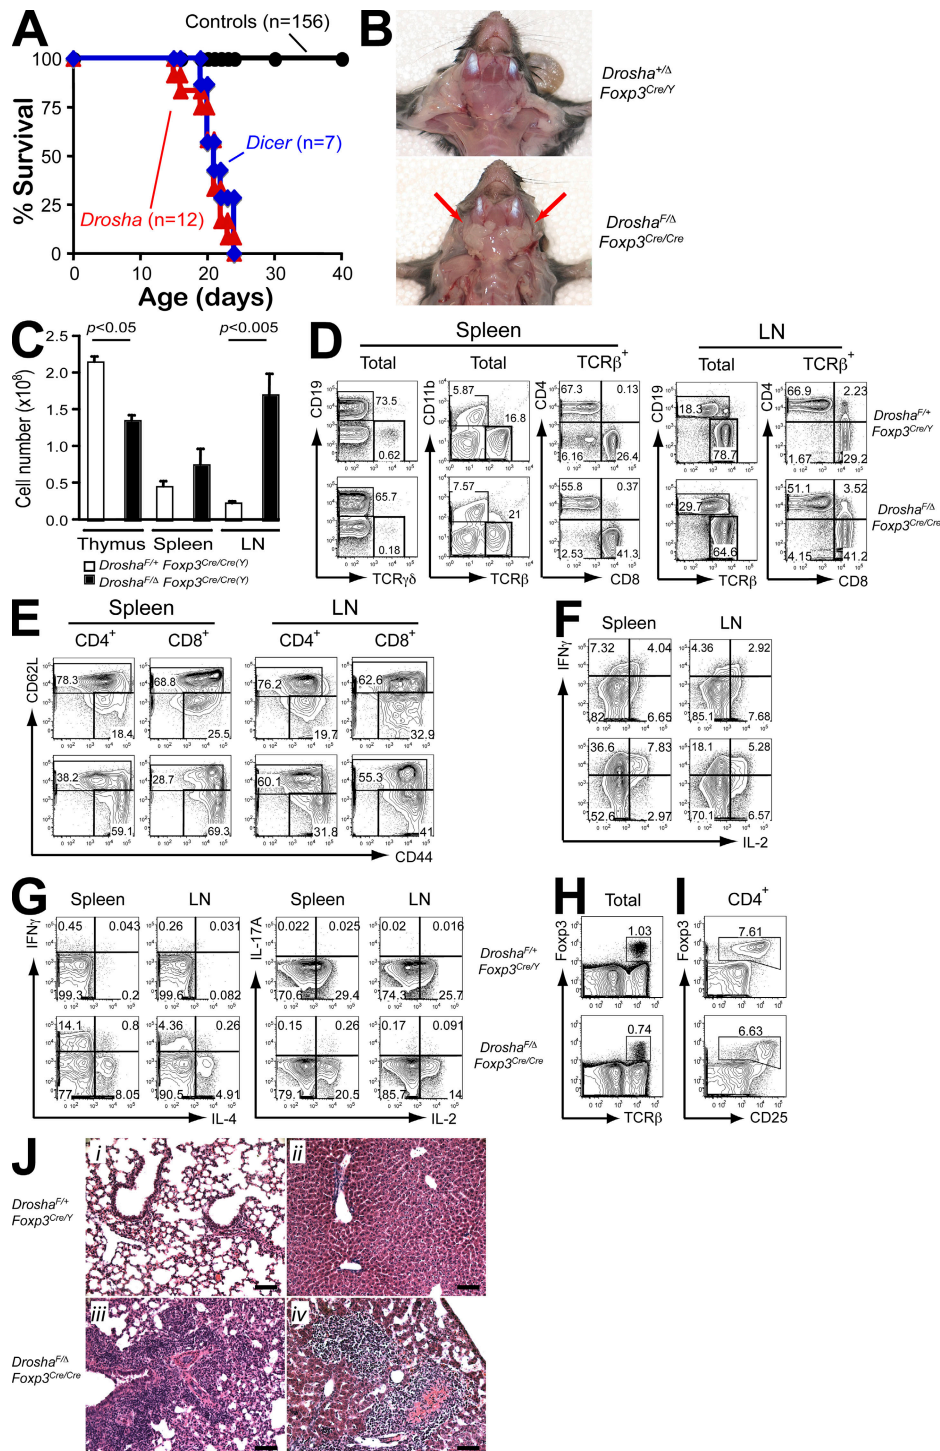 A
Controls (n=156)
% Survival
100
75
50
25
0
Dicer (n=7)
Drosha (n=12)
0 10 20 30 40
Age (days)
B
Drosha+/Δ
Foxp3Cre/Y
DroshaF/Δ
Foxp3Cre/Cre
C
p<0.05 p<0.005
Cell number (x10⁸)
2.5
2.0
1.5
1.0
0.5
0.0
Thymus Spleen LN
DroshaF/+ Foxp3Cre/Cre(Y)
DroshaF/Δ Foxp3Cre/Cre(Y)
D
Spleen LN
Total Total TCRβ+ Total TCRβ+
CD19 CD11b CD4 CD19 CD4
73.5 0.62
5.87 16.8
67.3 0.13 6.16 26.4
18.3 78.7
66.9 2.23 1.67 29.2
DroshaF/+
Foxp3Cre/Y
65.7 0.18
7.57 21
55.8 0.37 2.53 41.3
29.7 64.6
51.1 3.52 4.15 41.2
DroshaF/Δ
Foxp3Cre/Cre
TCRγδ TCRβ CD8 TCRβ CD8
E
Spleen LN
CD4+ CD8+ CD4+ CD8+
CD62L
78.3 18.4
68.8 25.5
76.2 19.7
62.6 32.9
38.2 59.1
28.7 69.3
60.1 31.8
55.3 41
CD44
F
Spleen LN
IFNγ
7.32 4.04 82 6.65
4.36 2.92 85.1 7.68
36.6 7.83 52.6 2.97
18.1 5.28 70.1 6.57
IL-2
G
Spleen LN Spleen LN
IFNγ IL-17A
0.45 0.043 99.3 0.2
0.26 0.031 99.6 0.082
0.022 0.025 70.6 29.4
0.02 0.016 74.3 25.7
DroshaF/+
Foxp3Cre/Y
14.1 0.8 77 8.05
4.36 0.26 90.5 4.91
0.15 0.26 79.1 20.5
0.17 0.091 85.7 14
DroshaF/Δ
Foxp3Cre/Cre
IL-4 IL-2
H
Total
Foxp3
1.03
0.74
TCRβ
I
CD4+
Foxp3
7.61
6.63
CD25
J
i ii
DroshaF/+
Foxp3Cre/Y
iii iv
DroshaF/Δ
Foxp3Cre/Cre